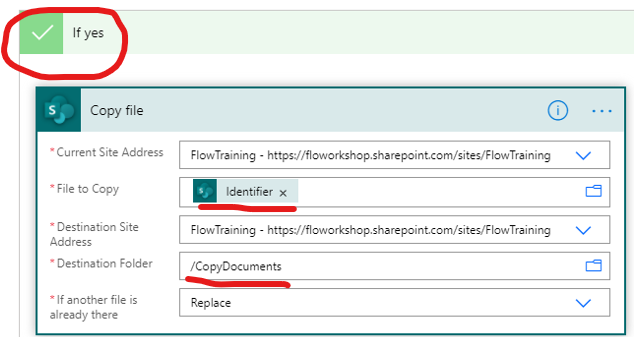 If yes
S
Copy file
i
* Current Site Address
FlowTraining - https://floworkshop.sharepoint.com/sites/FlowTraining
* File to Copy
S Identifier ×
* Destination Site
Address
FlowTraining - https://floworkshop.sharepoint.com/sites/FlowTraining
* Destination Folder
/CopyDocuments
* If another file is
already there
Replace